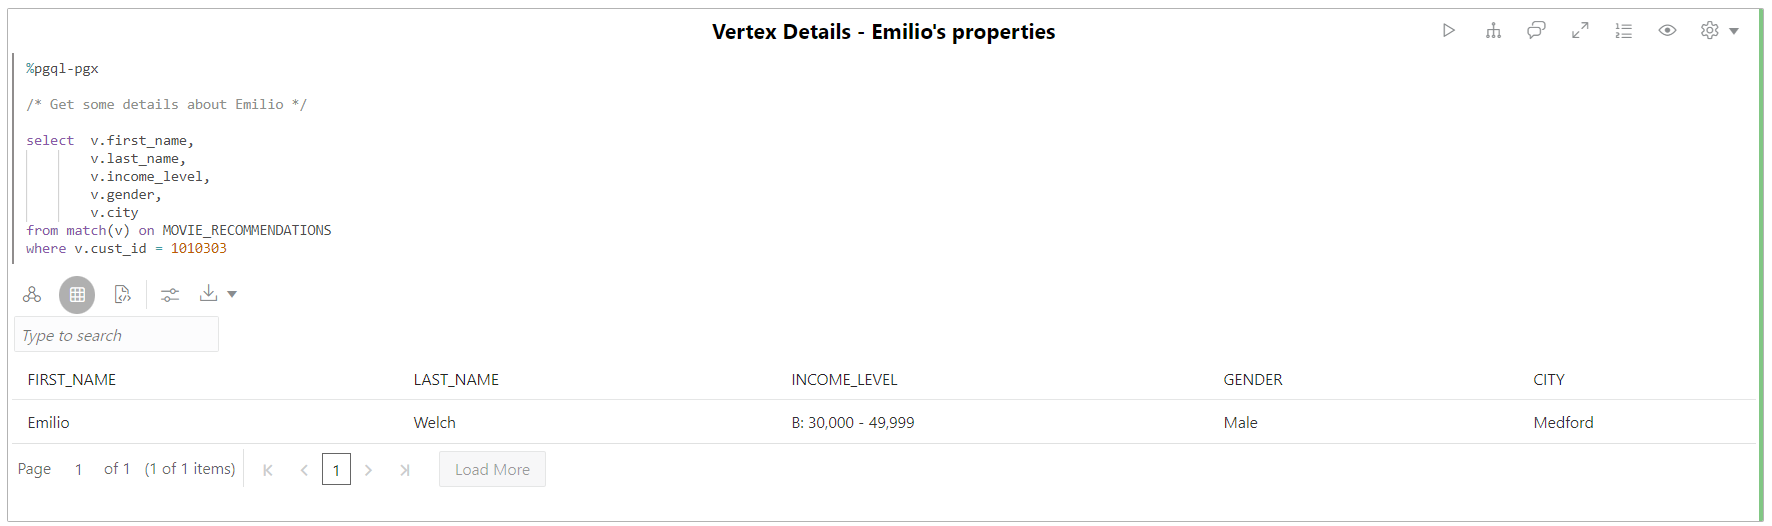 Vertex Details - Emilio's properties
%pgql-pgx
/* Get some details about Emilio */
select  v.first_name,
v.last_name,
v.income_level,
v.gender,
v.city
from match(v) on MOVIE_RECOMMENDATIONS
where v.cust_id = 1010303
Type to search
FIRST_NAME LAST_NAME INCOME_LEVEL GENDER CITY
Emilio Welch B: 30,000 - 49,999 Male Medford
Page 1 of 1 (1 of 1 items) 1 Load More